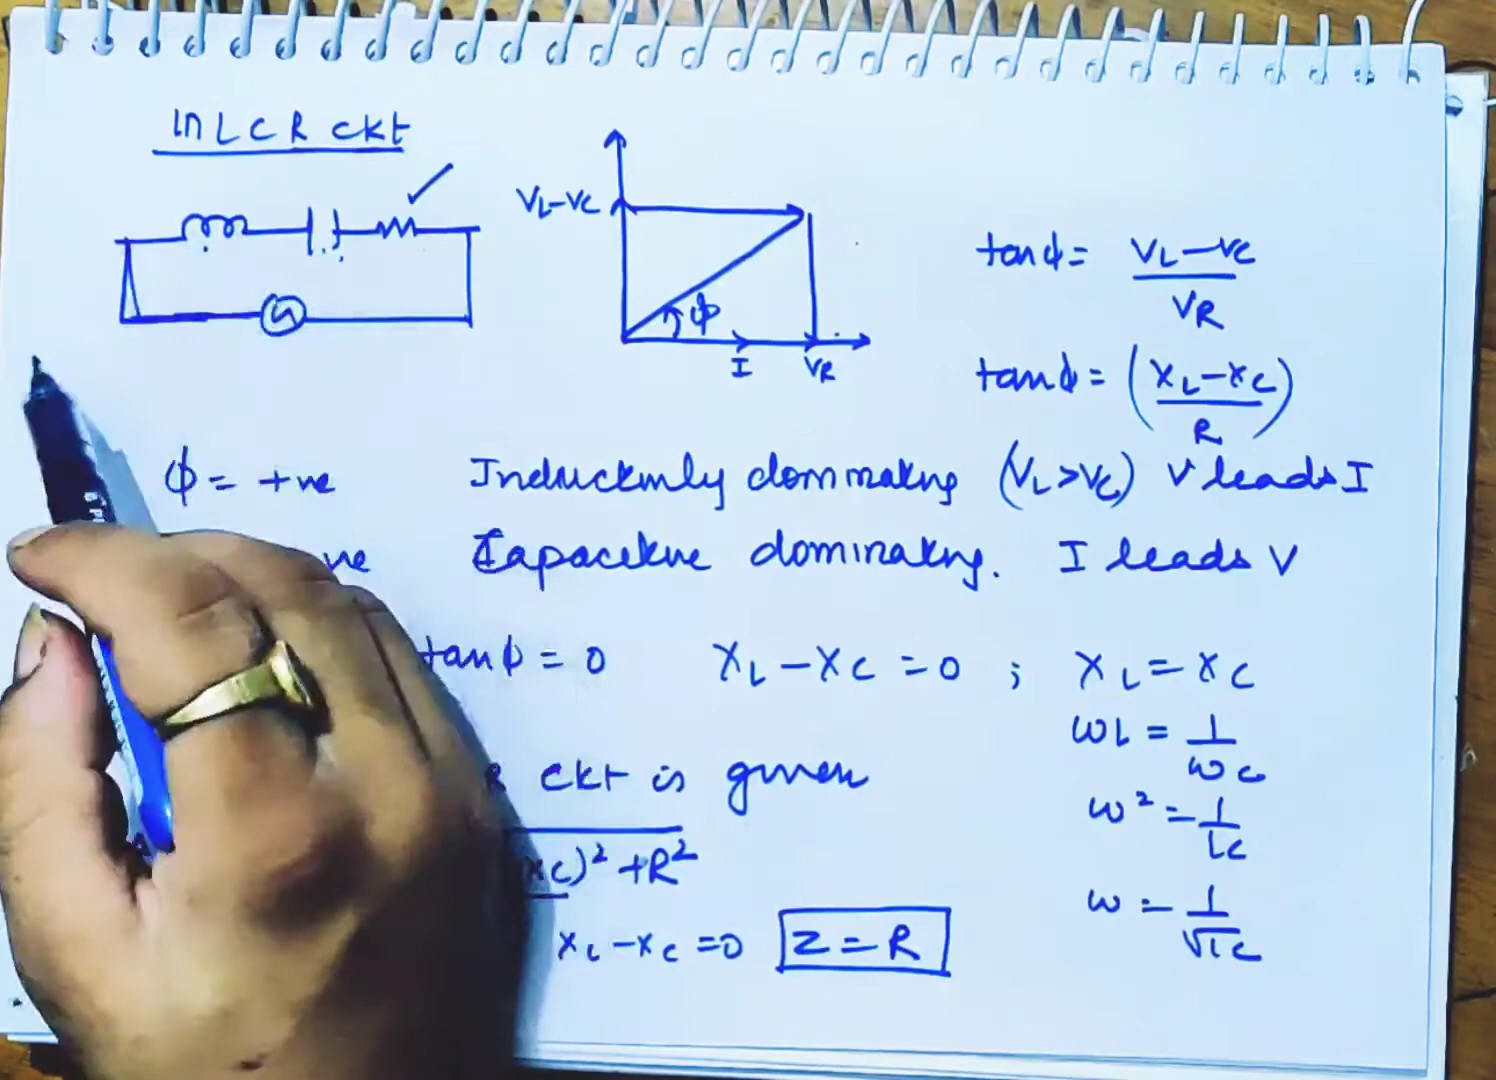 In L C R ckt
VL-VC
ϕ
I VR
tanϕ = VL-VC / VR
tanϕ = (XL-XC / R)
ϕ = +ve Inductively dominating (VL>VC) V leads I
ve Capacitive dominating. I leads V
tanϕ = 0 XL-XC = 0 ; XL = XC
ωL = 1/ωC
R ckt is given
ω² = 1/LC
XC)² + R²
ω = 1/√LC
XL-XC = 0 Z = R